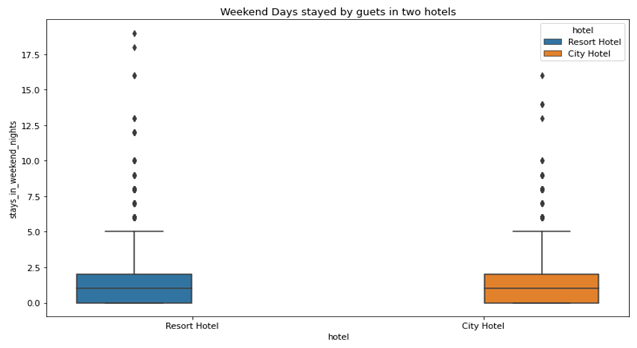 Weekend Days stayed by guets in two hotels
hotel
Resort Hotel
City Hotel
17.5
15.0
12.5
10.0
7.5
5.0
2.5
0.0
stays_in_weekend_nights
Resort Hotel
City Hotel
hotel